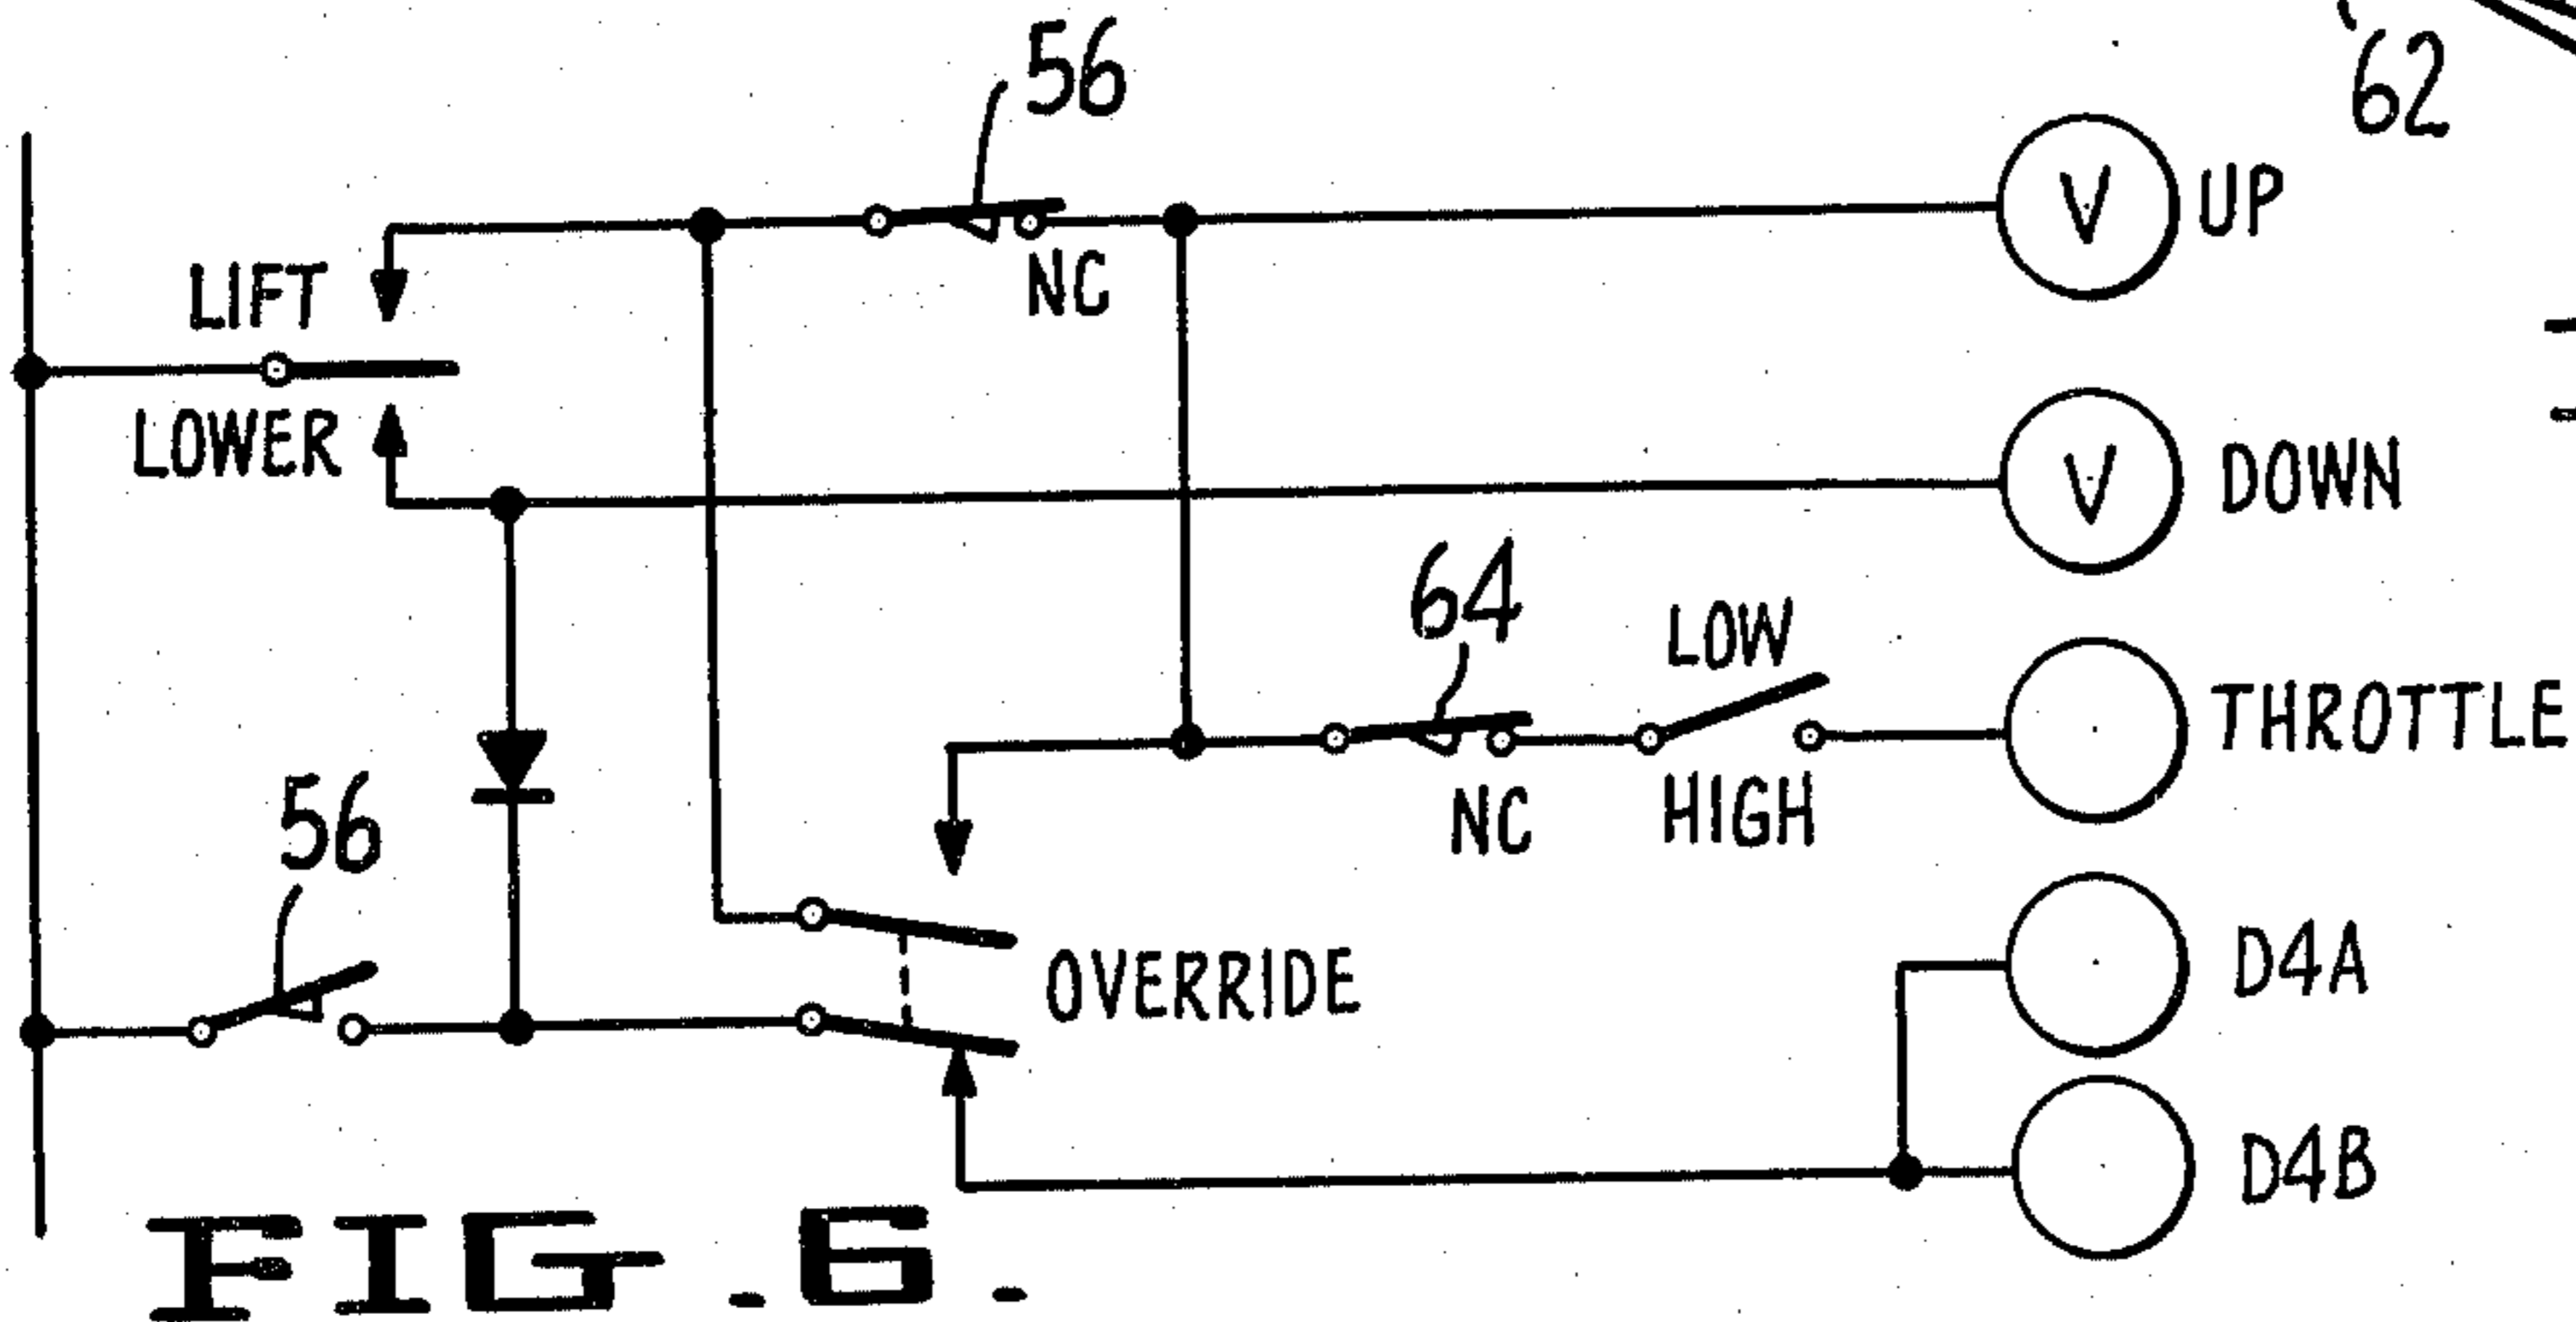 62
56
UP
V
NC
LIFT
LOWER
V
DOWN
64
LOW
HIGH
NC
THROTTLE
56
OVERRIDE
D4A
D4B
FIG.6.